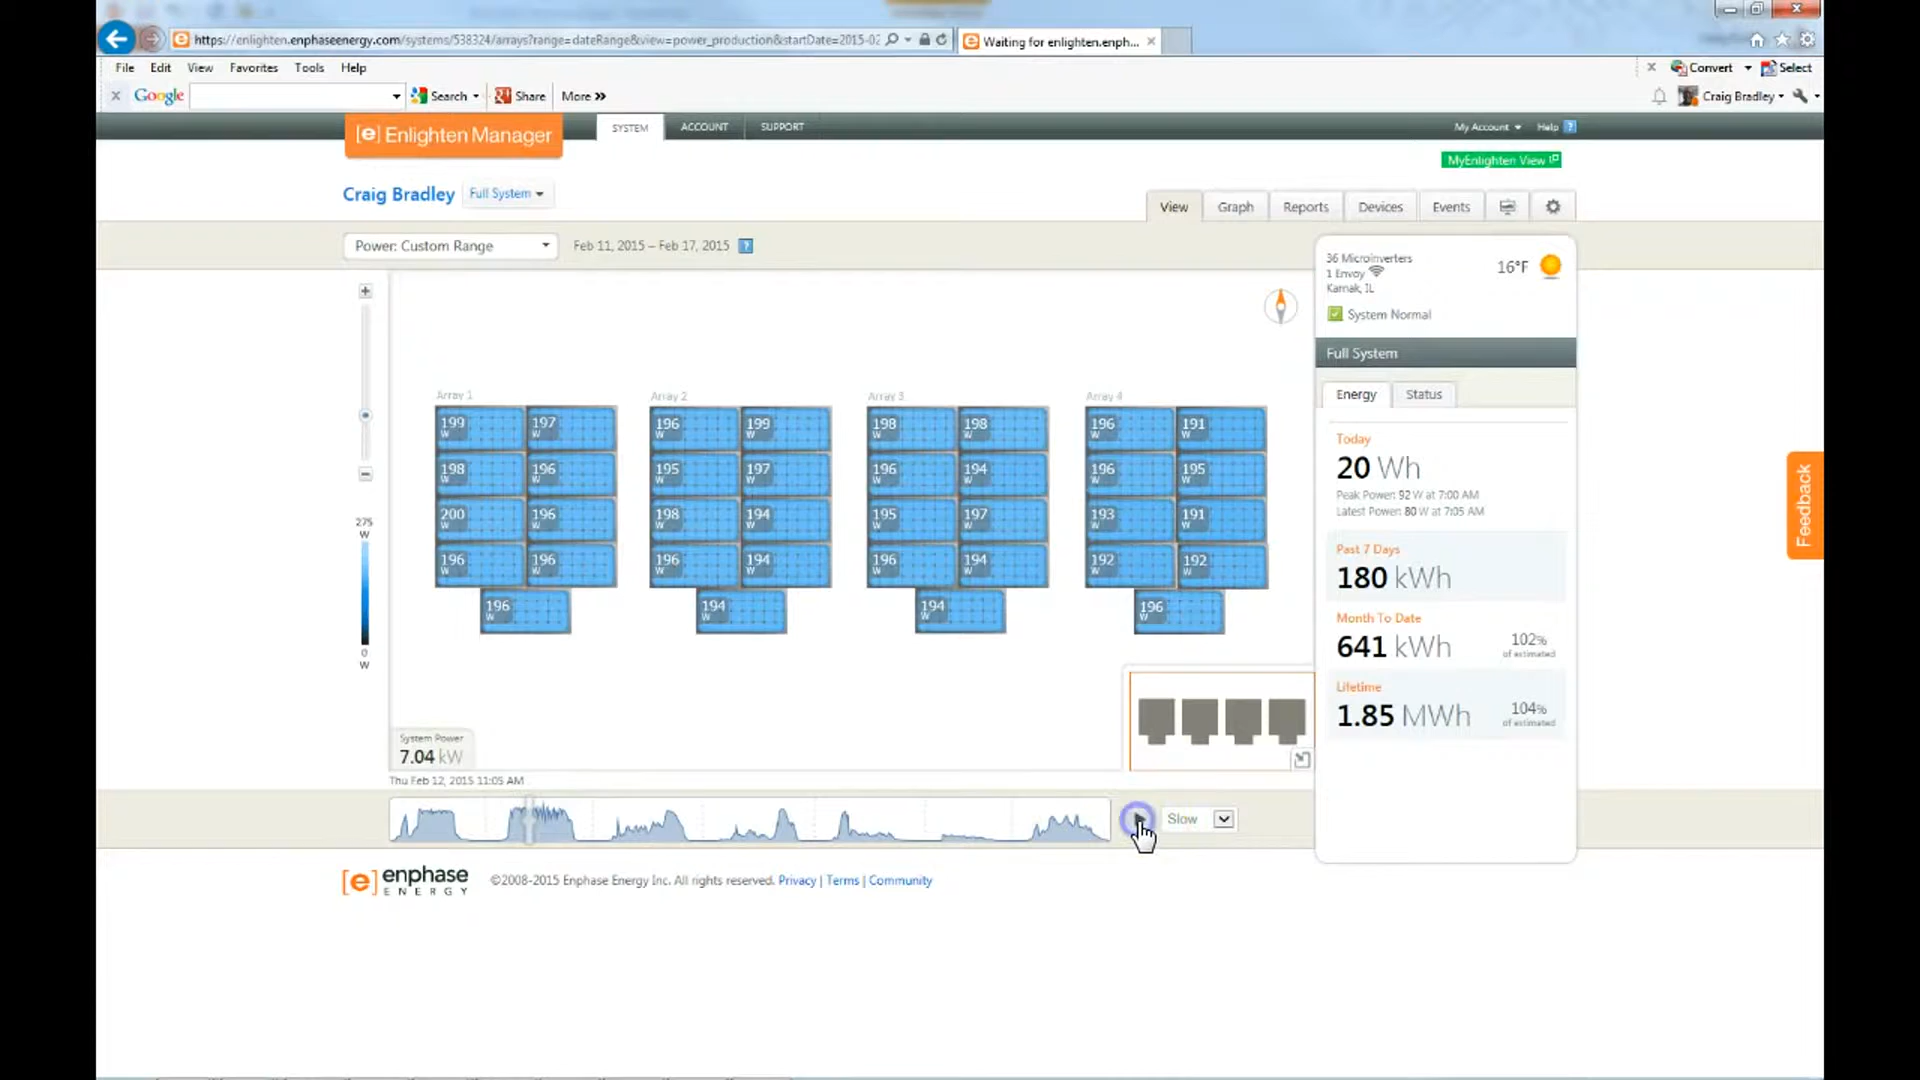 https://enlighten.enphaseenergy.com/systems/538324/arrays?range=dateRange&view=power_production&startDate=2015-02
Waiting for enlighten.enph...
File Edit View Favorites Tools Help
Convert Select
Google Search Share More »
Craig Bradley
[e] Enlighten Manager
SYSTEM ACCOUNT SUPPORT
My Account Help ?
MyEnlighten View
Craig Bradley Full System
View Graph Reports Devices Events
Power: Custom Range Feb 11, 2015 – Feb 17, 2015 ?
36 Microinverters
1 Envoy
Karnak, IL
16°F
System Normal
Full System
Energy Status
Today
20 Wh
Peak Power: 92 W at 7:00 AM
Latest Power: 80 W at 7:05 AM
Past 7 Days
180 kWh
Month To Date
641 kWh 102%
of estimated
Lifetime
1.85 MWh 104%
of estimated
Feedback
275
W
0
W
Array 1 Array 2 Array 3 Array 4
199 197 196 199 198 198 196 191
W W W W W W W W
198 196 195 197 196 194 196 195
W W W W W W W W
200 196 198 194 195 197 193 191
W W W W W W W W
196 196 196 194 196 194 192 192
W W W W W W W W
196 194 194 196
W W W W
System Power
7.04 kW
Thu Feb 12, 2015 11:05 AM
Slow
[e] enphase
ENERGY
©2008-2015 Enphase Energy Inc. All rights reserved. Privacy | Terms | Community